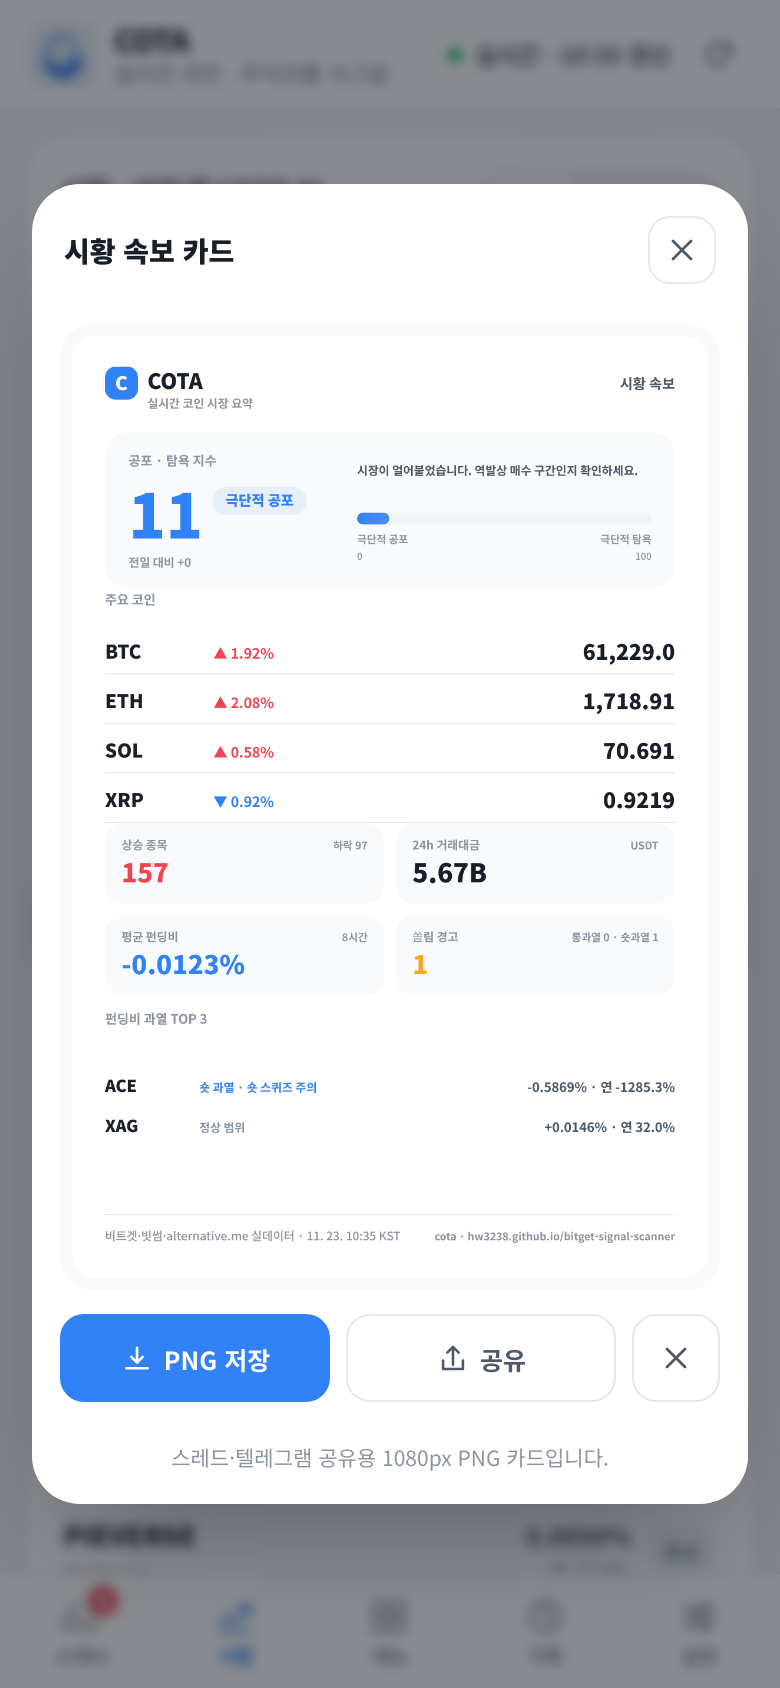 COTA
시황 속보 카드
C COTA
실시간 코인 시장 요약
시황 속보
공포 · 탐욕 지수
11 극단적 공포
전일 대비 +0
시장이 얼어붙었습니다. 역발상 매수 구간인지 확인하세요.
극단적 공포 극단적 탐욕
0 100
주요 코인
BTC ▲ 1.92% 61,229.0
ETH ▲ 2.08% 1,718.91
SOL ▲ 0.58% 70.691
XRP ▼ 0.92% 0.9219
상승 종목 하락 97
157
24h 거래대금 USDT
5.67B
평균 펀딩비 8시간
-0.0123%
쏠림 경고 롱과열 0 · 숏과열 1
1
펀딩비 과열 TOP 3
ACE 숏 과열 · 숏 스퀴즈 주의 -0.5869% · 연 -1285.3%
XAG 정상 범위 +0.0146% · 연 32.0%
비트겟·빗썸·alternative.me 실데이터 · 11. 23. 10:35 KST
cota · hw3238.github.io/bitget-signal-scanner
PNG 저장
공유
스레드·텔레그램 공유용 1080px PNG 카드입니다.
PIEVERSE